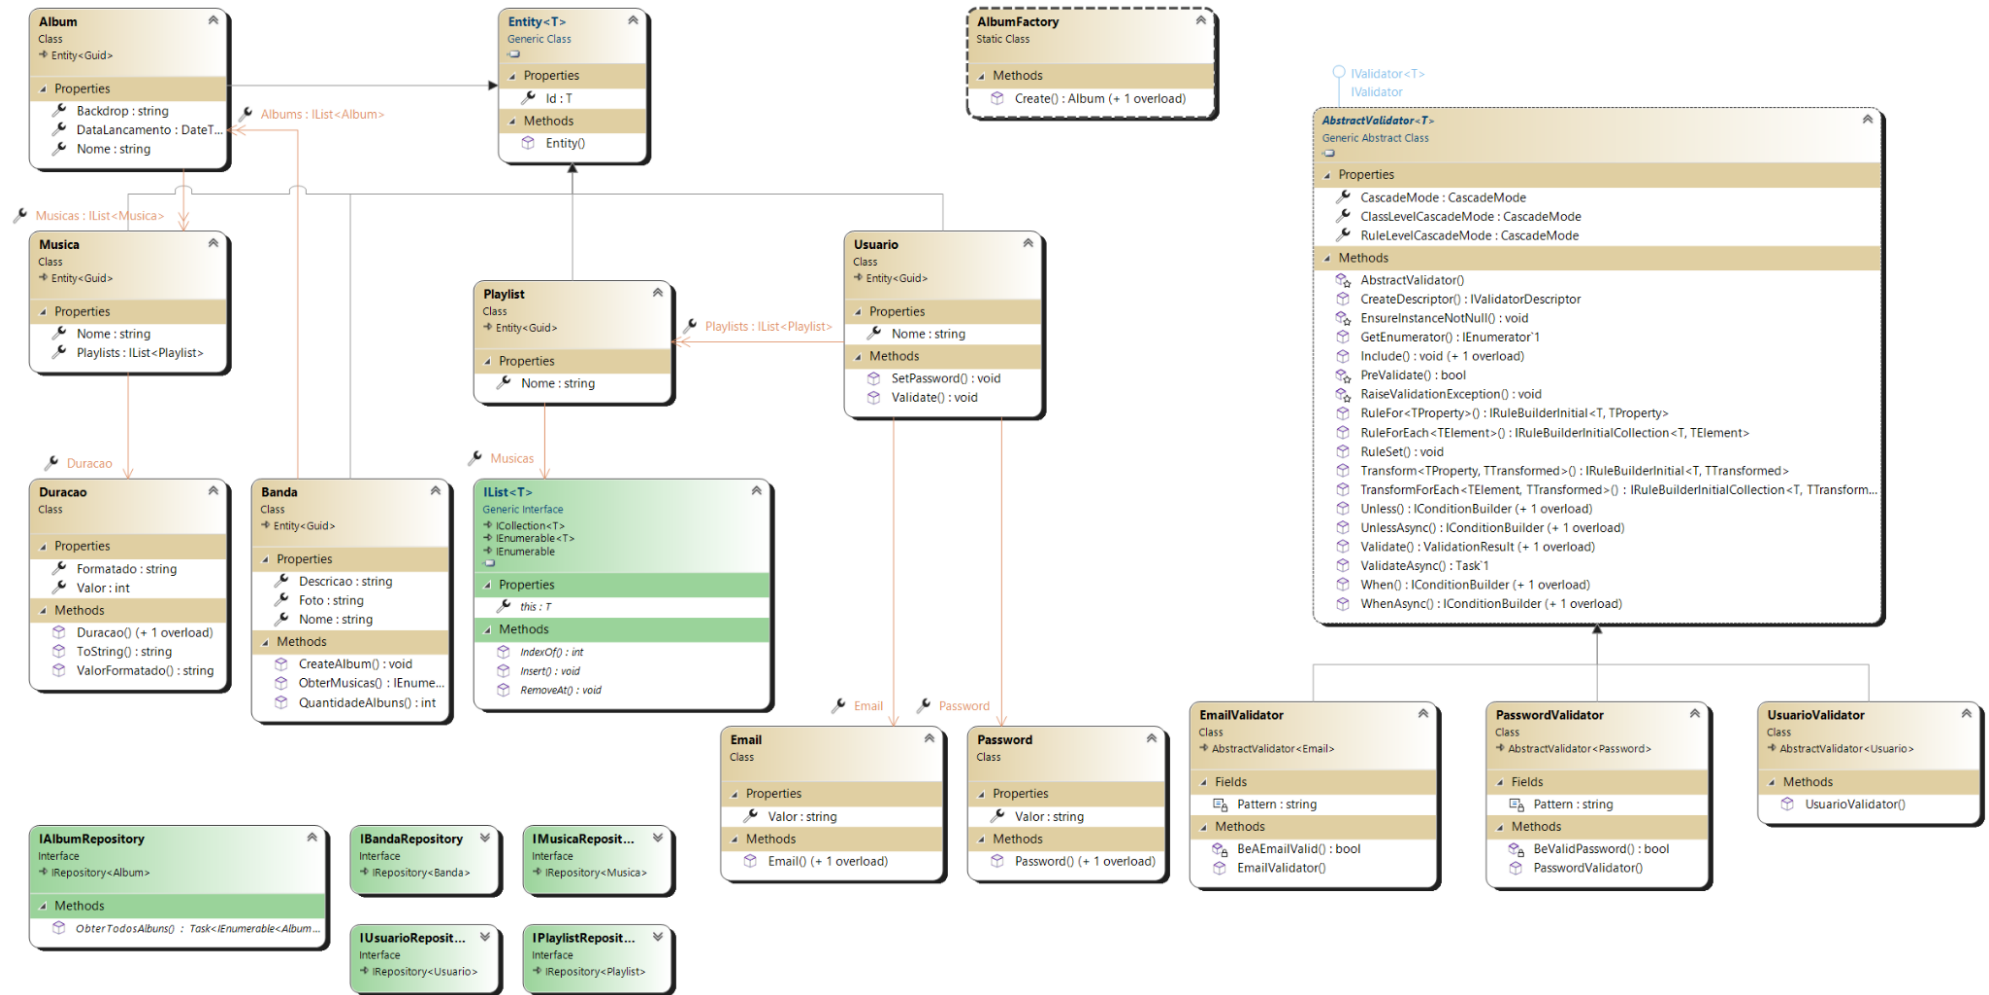 Album
Class
Entity<Guid>
Properties
Backdrop : string
DataLancamento : DateT...
Nome : string
Albums : IList<Album>
Entity<T>
Generic Class
Properties
Id : T
Methods
Entity()
AlbumFactory
Static Class
Methods
Create() : Album (+ 1 overload)
IValidator<T>
IValidator
AbstractValidator<T>
Generic Abstract Class
Properties
CascadeMode : CascadeMode
ClassLevelCascadeMode : CascadeMode
RuleLevelCascadeMode : CascadeMode
Methods
AbstractValidator()
CreateDescriptor() : IValidatorDescriptor
EnsureInstanceNotNull() : void
GetEnumerator() : IEnumerator`1
Include() : void (+ 1 overload)
PreValidate() : bool
RaiseValidationException() : void
RuleFor<TProperty>() : IRuleBuilderInitial<T, TProperty>
RuleForEach<TElement>() : IRuleBuilderInitialCollection<T, TElement>
RuleSet() : void
Transform<TProperty, TTransformed>() : IRuleBuilderInitial<T, TTransformed>
TransformForEach<TElement, TTransformed>() : IRuleBuilderInitialCollection<T, TTransform...
Unless() : IConditionBuilder (+ 1 overload)
UnlessAsync() : IConditionBuilder (+ 1 overload)
Validate() : ValidationResult (+ 1 overload)
ValidateAsync() : Task`1
When() : IConditionBuilder (+ 1 overload)
WhenAsync() : IConditionBuilder (+ 1 overload)
Musicas : IList<Musica>
Musica
Class
Entity<Guid>
Properties
Nome : string
Playlists : IList<Playlist>
Playlist
Class
Entity<Guid>
Properties
Nome : string
Playlists : IList<Playlist>
Usuario
Class
Entity<Guid>
Properties
Nome : string
Methods
SetPassword() : void
Validate() : void
Duracao
Duracao
Class
Properties
Formatado : string
Valor : int
Methods
Duracao() (+ 1 overload)
ToString() : string
ValorFormatado() : string
Banda
Class
Entity<Guid>
Properties
Descricao : string
Foto : string
Nome : string
Methods
CreateAlbum() : void
ObterMusicas() : IEnume...
QuantidadeAlbuns() : int
Musicas
IList<T>
Generic Interface
ICollection<T>
IEnumerable<T>
IEnumerable
Properties
this : T
Methods
IndexOf() : int
Insert() : void
RemoveAt() : void
Email
Email
Class
Properties
Valor : string
Methods
Email() (+ 1 overload)
Password
Password
Class
Properties
Valor : string
Methods
Password() (+ 1 overload)
EmailValidator
Class
AbstractValidator<Email>
Fields
Pattern : string
Methods
BeAEmailValid() : bool
EmailValidator()
PasswordValidator
Class
AbstractValidator<Password>
Fields
Pattern : string
Methods
BeValidPassword() : bool
PasswordValidator()
UsuarioValidator
Class
AbstractValidator<Usuario>
Methods
UsuarioValidator()
IAlbumRepository
Interface
IRepository<Album>
Methods
ObterTodosAlbuns() : Task<IEnumerable<Album...
IBandaRepository
Interface
IRepository<Banda>
IMusicaReposit...
Interface
IRepository<Musica>
IUsuarioReposit...
Interface
IRepository<Usuario>
IPlaylistReposit...
Interface
IRepository<Playlist>